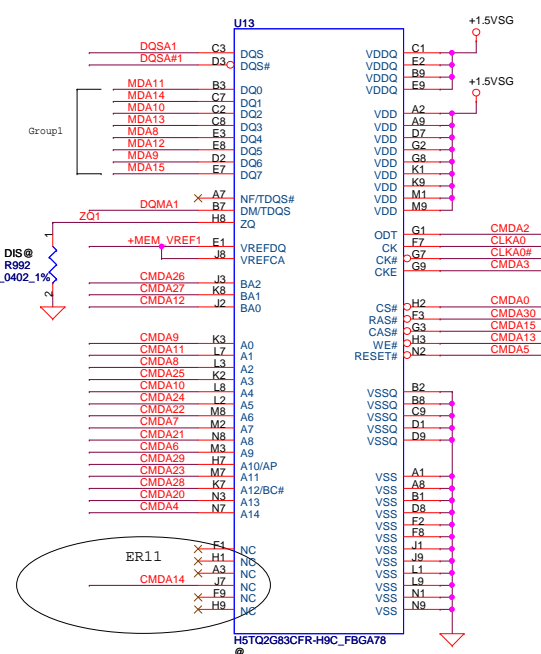 U13
+1.5VSG
DQSA1 C3 DQS VDDQ C1
DQSA#1 D3 DQS# VDDQ E2
VDDQ B9
VDDQ E9
+1.5VSG
MDA11 B3 DQ0
MDA14 C7 DQ1
MDA10 C2 DQ2 VDD A2
MDA13 C8 DQ3 VDD A9
Group1 MDA8 E3 DQ4 VDD D7
MDA12 E8 DQ5 VDD G2
MDA9 D2 DQ6 VDD G8
MDA15 E7 DQ7 VDD K1
VDD K9
A7 NF/TDQS# VDD M1
DQMA1 B7 DM/TDQS VDD M9
ZQ1 H8 ZQ
ODT G1 CMDA2
+MEM_VREF1 E1 VREFDQ CK F7 CLKA0
J8 VREFCA CK# G7 CLKA0#
CKE G9 CMDA3
1
DIS@
R992
_0402_1%
2
CMDA26 J3 BA2
CMDA27 K8 BA1 CS# H2 CMDA0
CMDA12 J2 BA0 RAS# F3 CMDA30
CAS# G3 CMDA15
WE# H3 CMDA13
RESET# N2 CMDA5
CMDA9 K3 A0
CMDA11 L7 A1
CMDA8 L3 A2
CMDA25 K2 A3
CMDA10 L8 A4 VSSQ B2
CMDA24 L2 A5 VSSQ B8
CMDA22 M8 A6 VSSQ C9
CMDA7 M2 A7 VSSQ D1
CMDA21 N8 A8 VSSQ D9
CMDA6 M3 A9
CMDA29 H7 A10/AP
CMDA23 M7 A11 VSS A1
CMDA28 K7 A12/BC# VSS A8
CMDA20 N3 A13 VSS B1
CMDA4 N7 A14 VSS D8
VSS F2
VSS F8
F1 NC VSS J1
ER11 H1 NC VSS J9
A3 NC VSS L1
CMDA14 J7 NC VSS L9
F9 NC VSS N1
H9 NC VSS N9
H5TQ2G83CFR-H9C_FBGA78
@